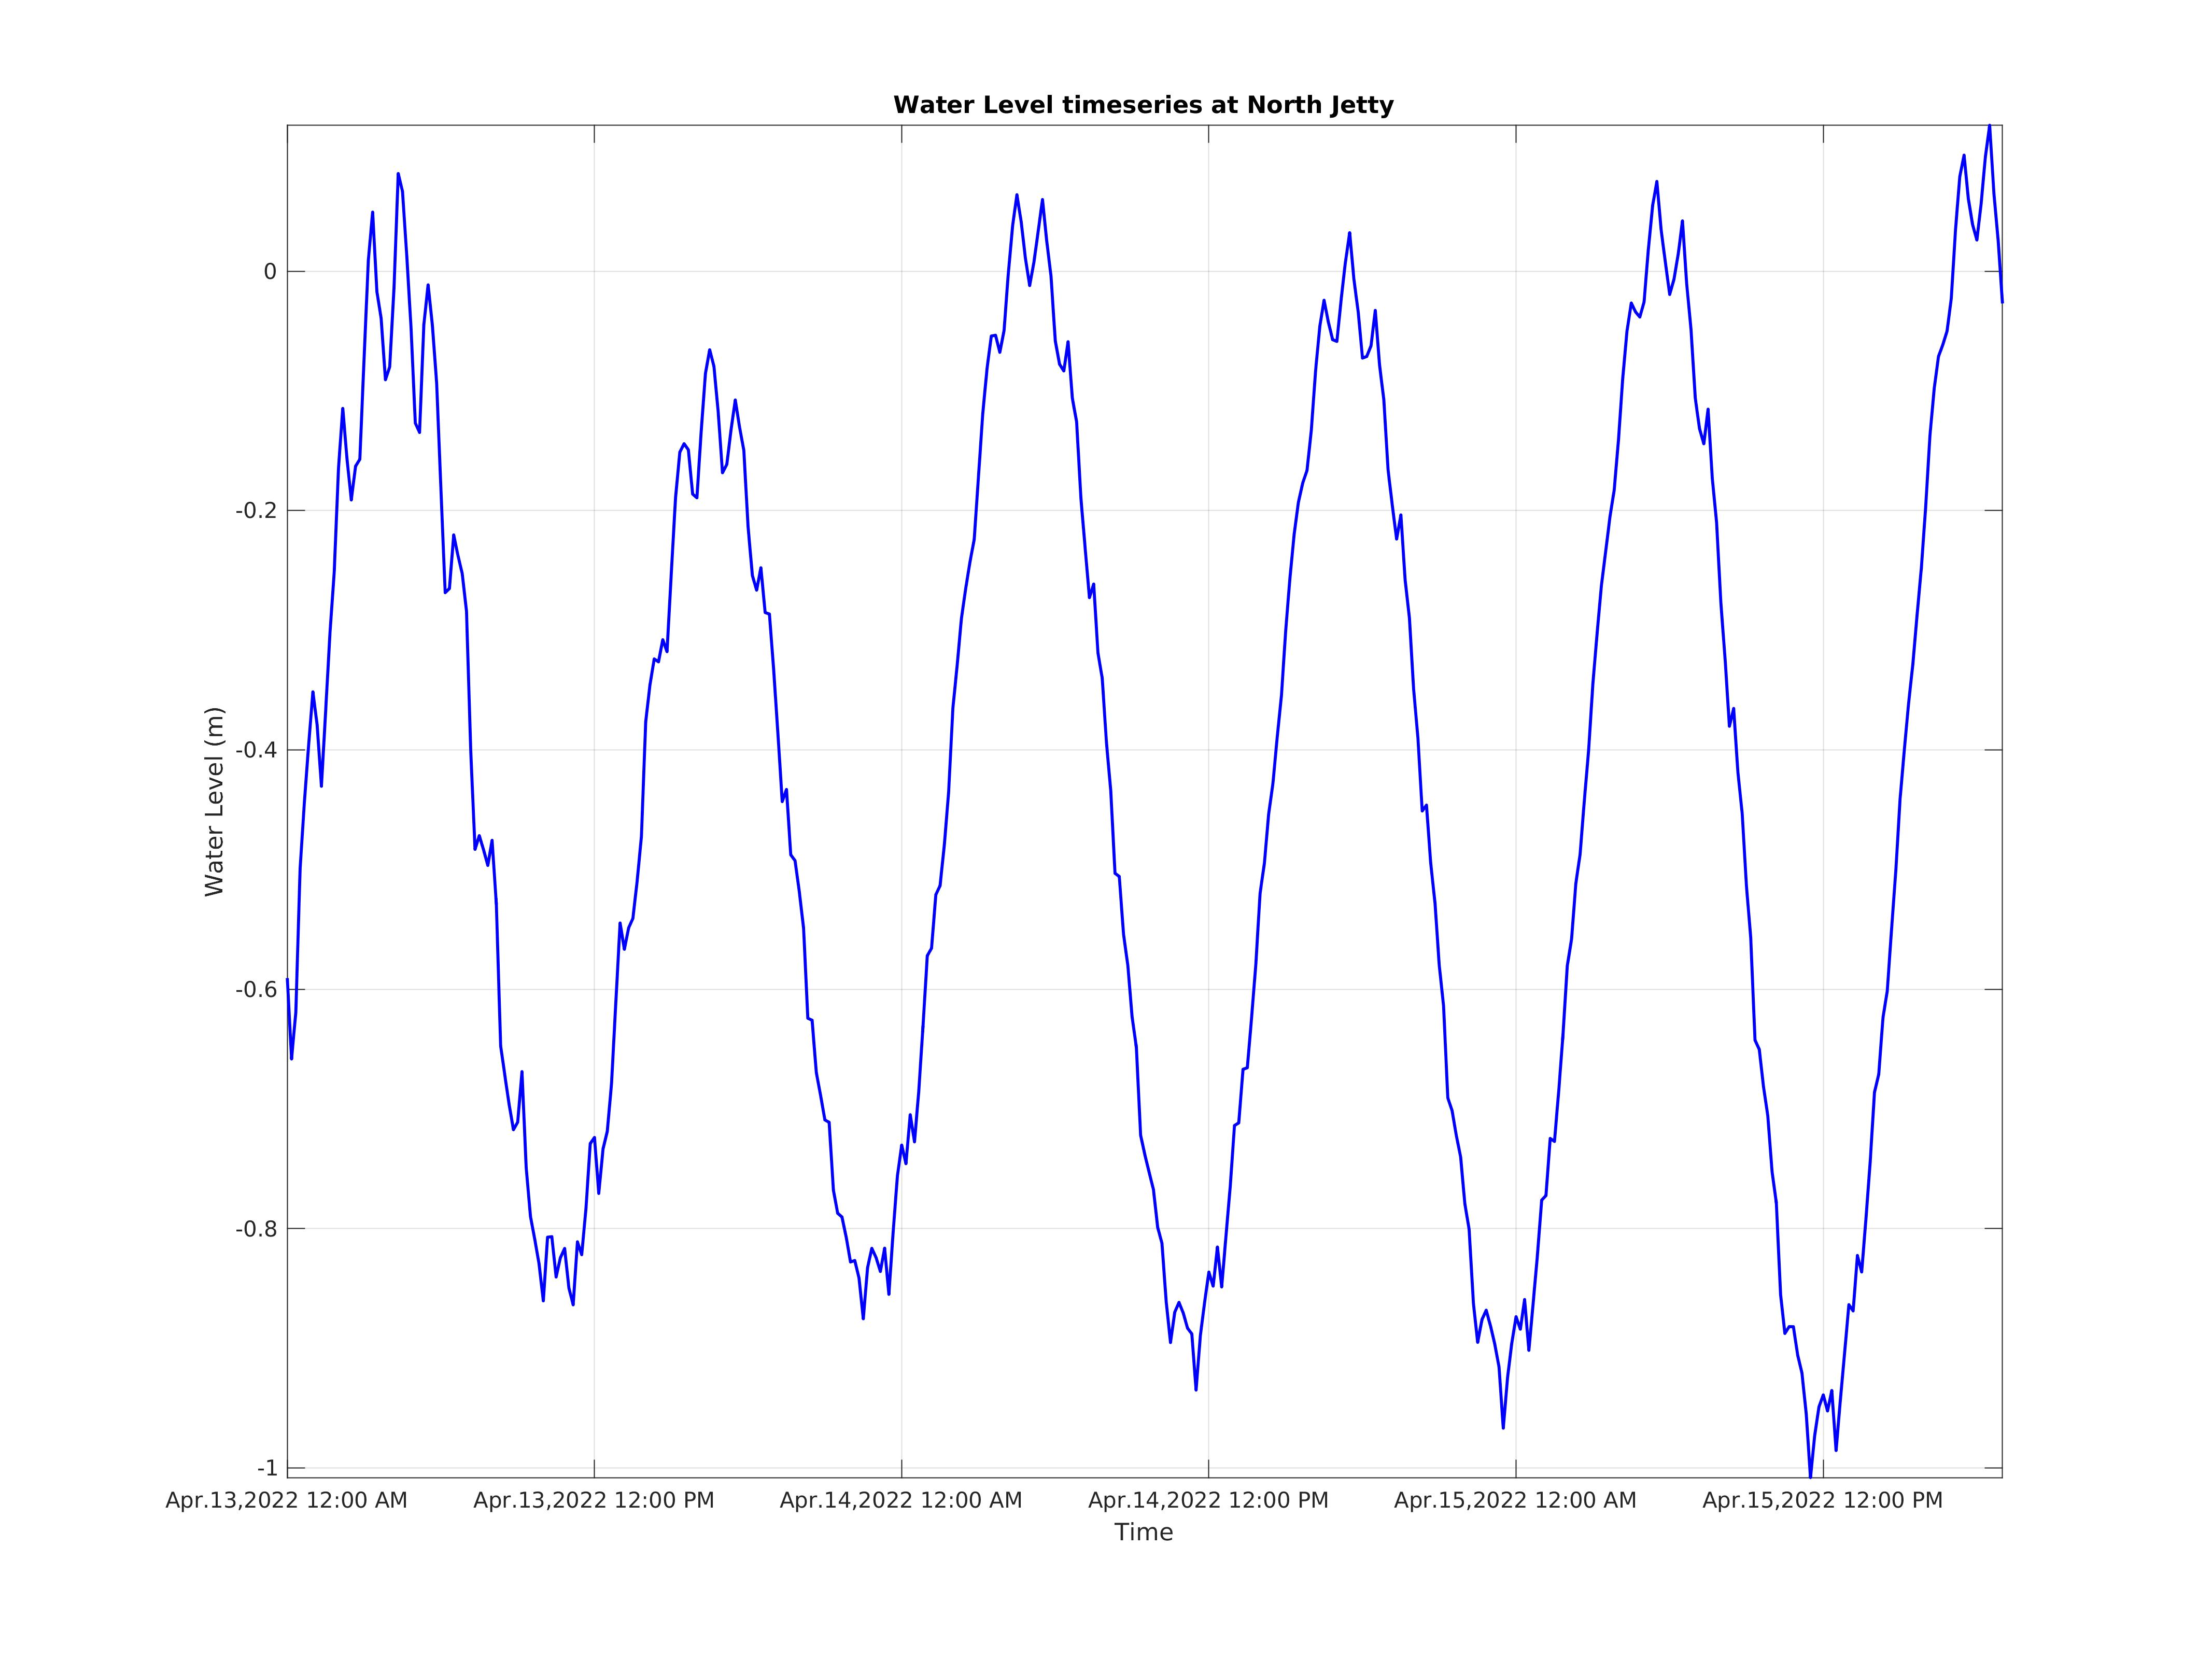 Water Level timeseries at North Jetty
0
-0.2
-0.4
-0.6
-0.8
-1
Water Level (m)
Apr.13,2022 12:00 AM
Apr.13,2022 12:00 PM
Apr.14,2022 12:00 AM
Apr.14,2022 12:00 PM
Apr.15,2022 12:00 AM
Apr.15,2022 12:00 PM
Time